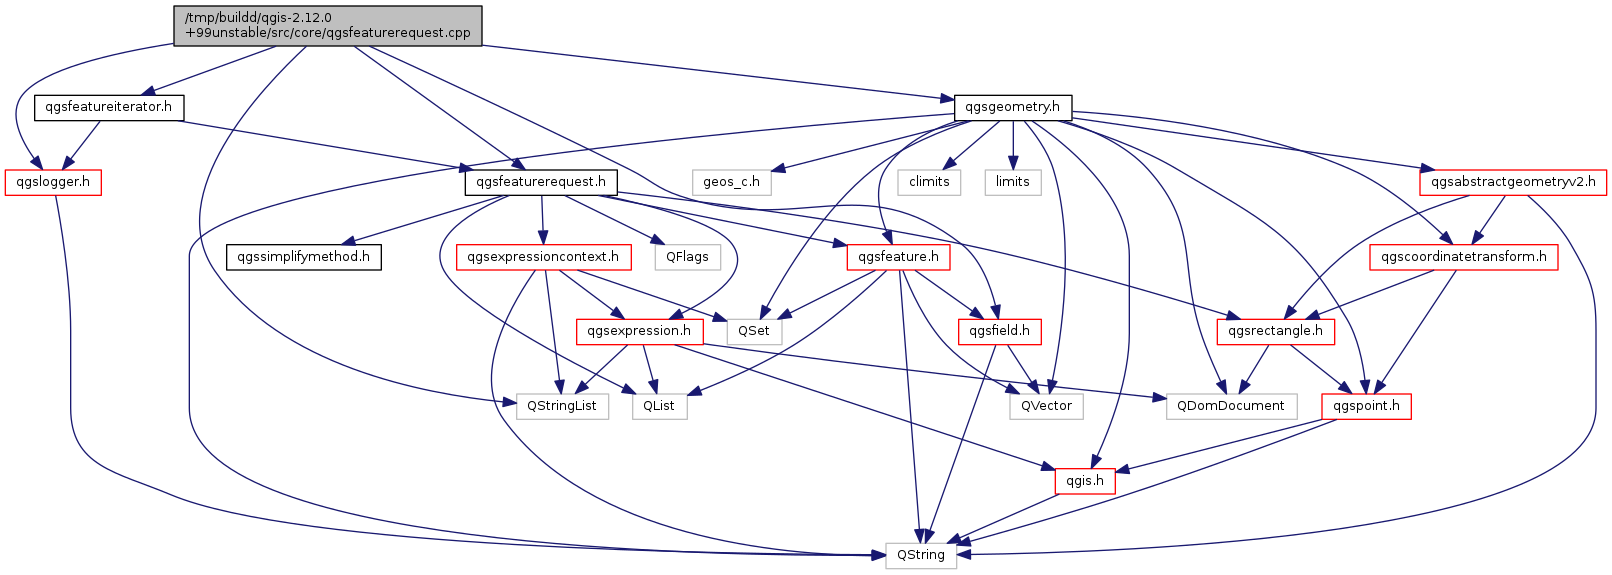 /tmp/buildd/qgis-2.12.0
+99unstable/src/core/qgsfeaturerequest.cpp
qgsfeatureiterator.h
qgsgeometry.h
qgslogger.h
qgsfeaturerequest.h
geos_c.h
climits
limits
qgsabstractgeometryv2.h
qgssimplifymethod.h
qgsexpressioncontext.h
QFlags
qgsfeature.h
qgscoordinatetransform.h
qgsexpression.h
QSet
qgsfield.h
qgsrectangle.h
QStringList
QList
QVector
QDomDocument
qgspoint.h
qgis.h
QString